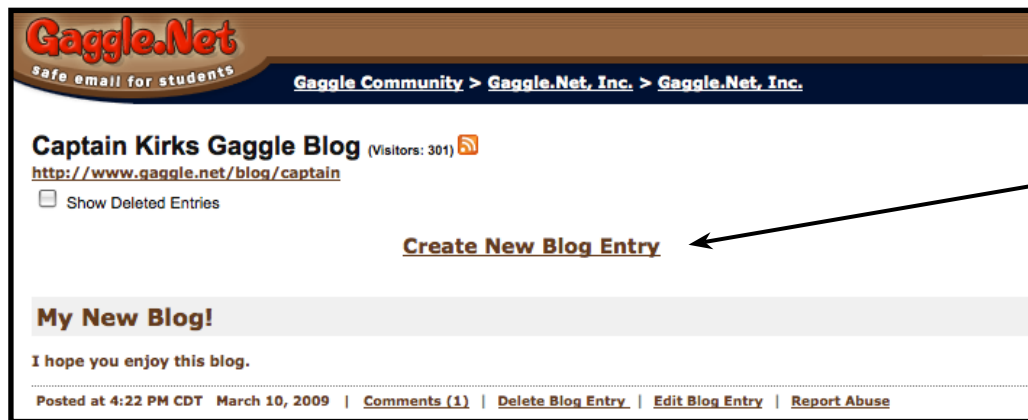 Gaggle.Net
safe email for students
Gaggle Community > Gaggle.Net, Inc. > Gaggle.Net, Inc.
Captain Kirks Gaggle Blog (Visitors: 301)
http://www.gaggle.net/blog/captain
Show Deleted Entries
Create New Blog Entry
My New Blog!
I hope you enjoy this blog.
Posted at 4:22 PM CDT March 10, 2009 | Comments (1) | Delete Blog Entry | Edit Blog Entry | Report Abuse